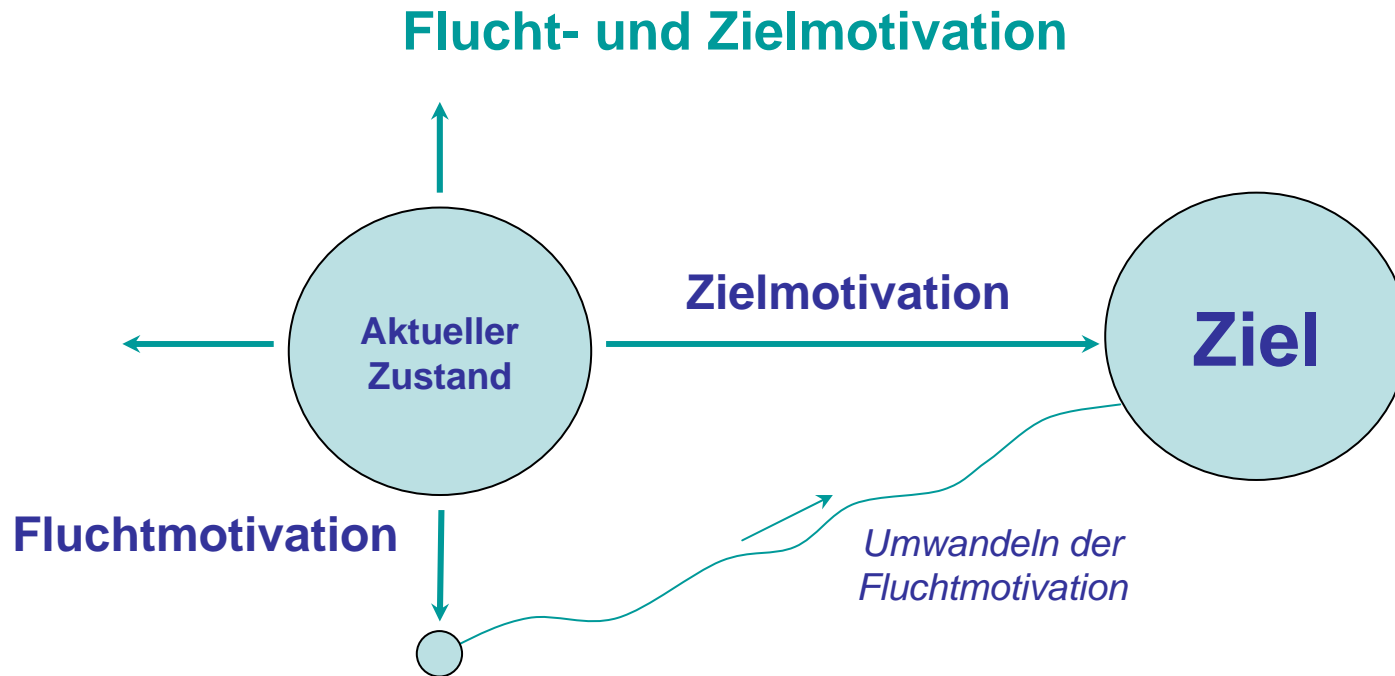 Flucht- und Zielmotivation
Zielmotivation
Aktueller
Zustand
Ziel
Fluchtmotivation
Umwandeln der
Fluchtmotivation